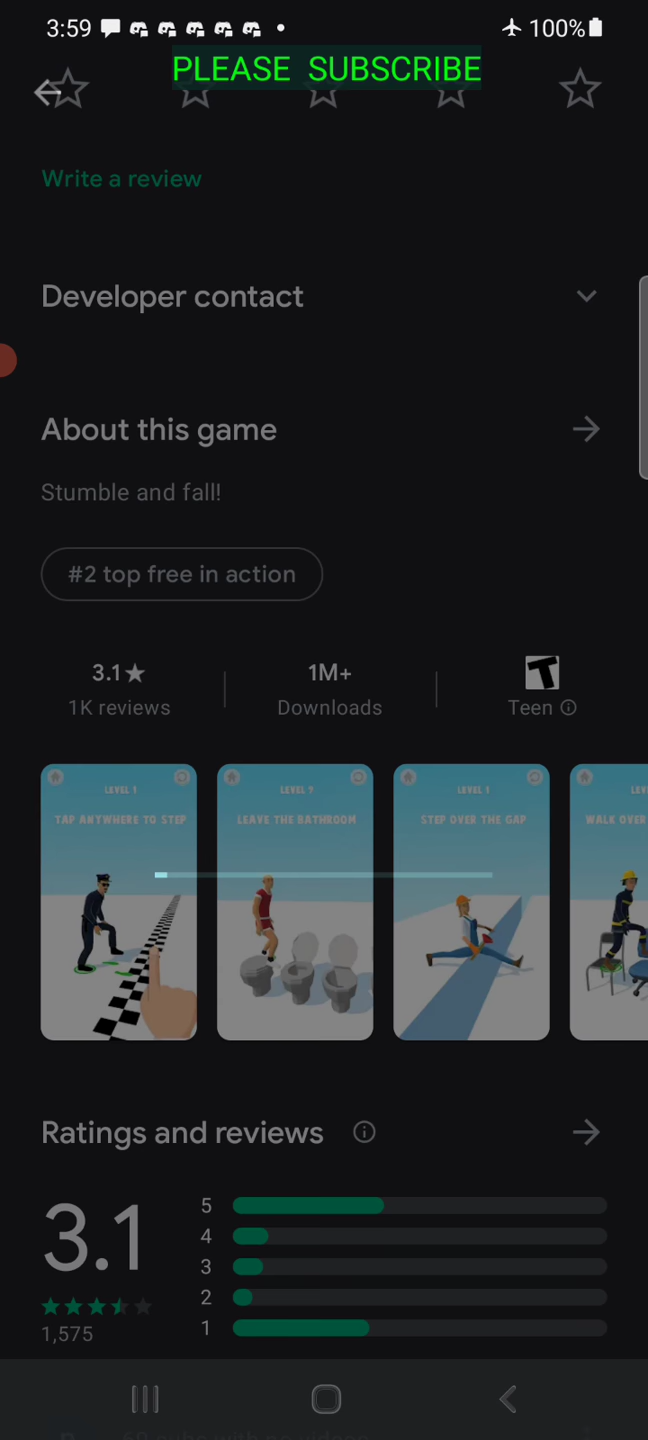 3:59
100%
PLEASE SUBSCRIBE
Write a review
Developer contact
About this game
Stumble and fall!
#2 top free in action
3.1★
1K reviews
1M+
Downloads
T
Teen
LEVEL 1
TAP ANYWHERE TO STEP
LEVEL 9
LEAVE THE BATHROOM
LEVEL 1
STEP OVER THE GAP
WALK OVER
Ratings and reviews
3.1
1,575
5
4
3
2
1